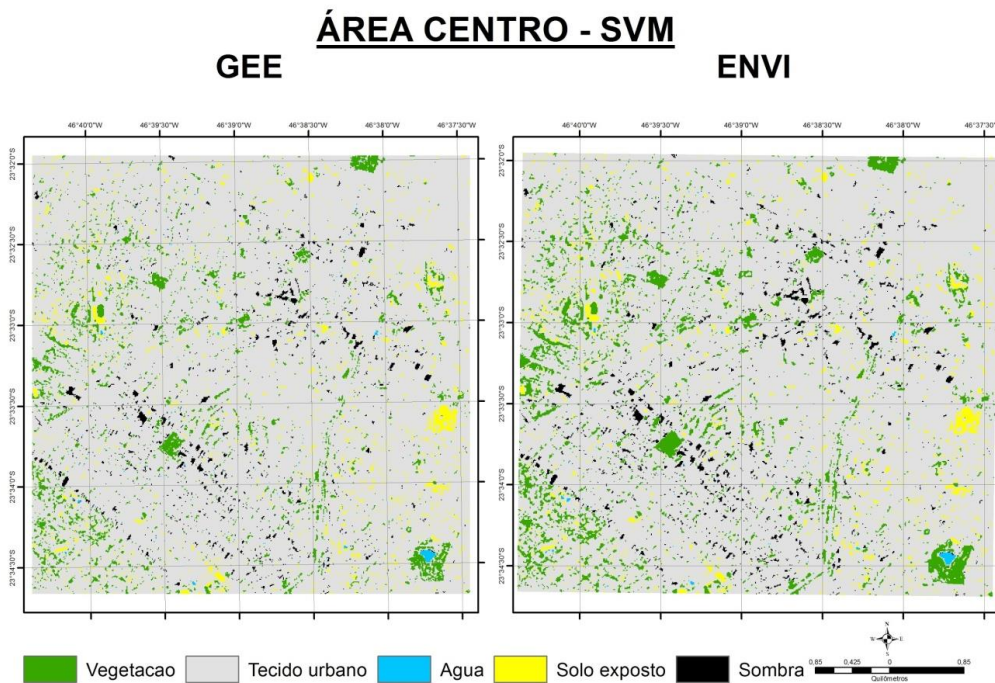 ÁREA CENTRO - SVM
GEE
ENVI
46°40'0"W 46°39'30"W 46°39'0"W 46°38'30"W 46°38'0"W 46°37'30"W
46°40'0"W 46°39'30"W 46°39'0"W 46°38'30"W 46°38'0"W 46°37'30"W
23°32'0"S
23°32'30"S
23°33'0"S
23°33'30"S
23°34'0"S
23°34'30"S
23°32'0"S
23°32'30"S
23°33'0"S
23°33'30"S
23°34'0"S
23°34'30"S
Vegetacao Tecido urbano Agua Solo exposto Sombra
N
W E
S
0,85 0,425 0 0,85
Quilômetros